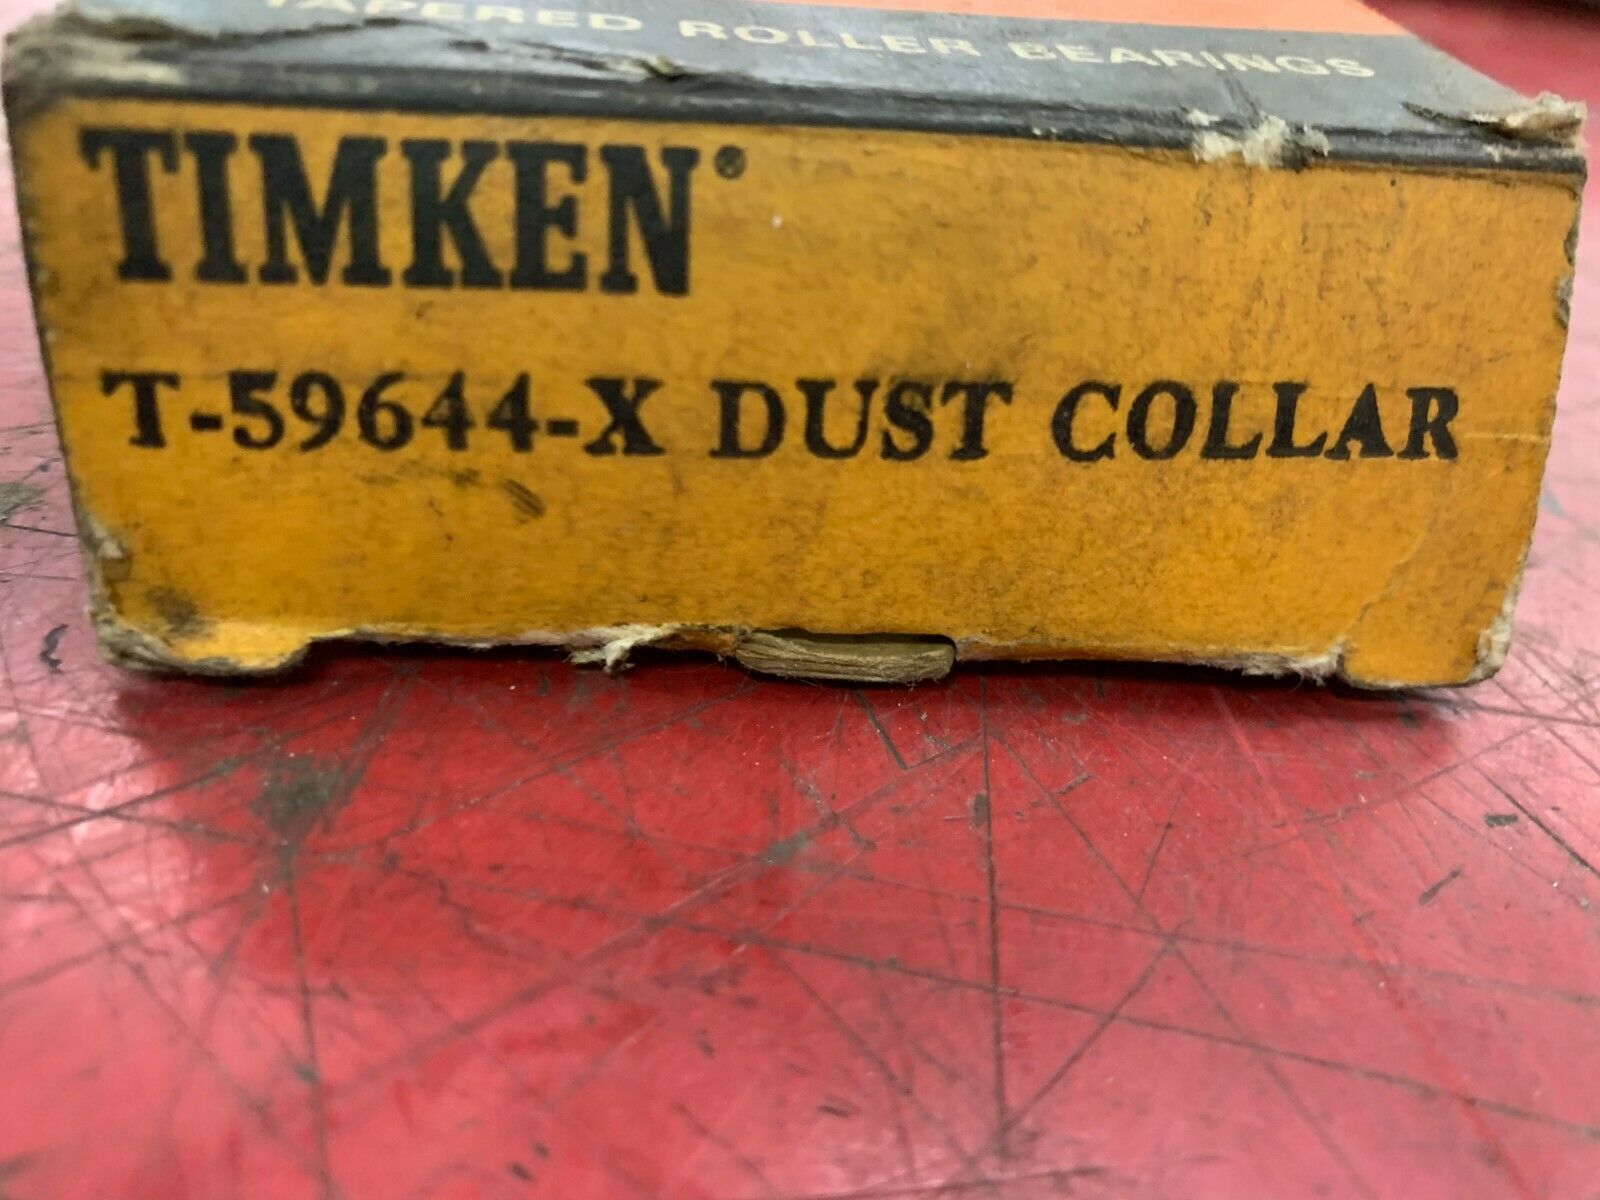 TAPERED ROLLER BEARINGS
TIMKEN®
T-59644-X DUST COLLAR